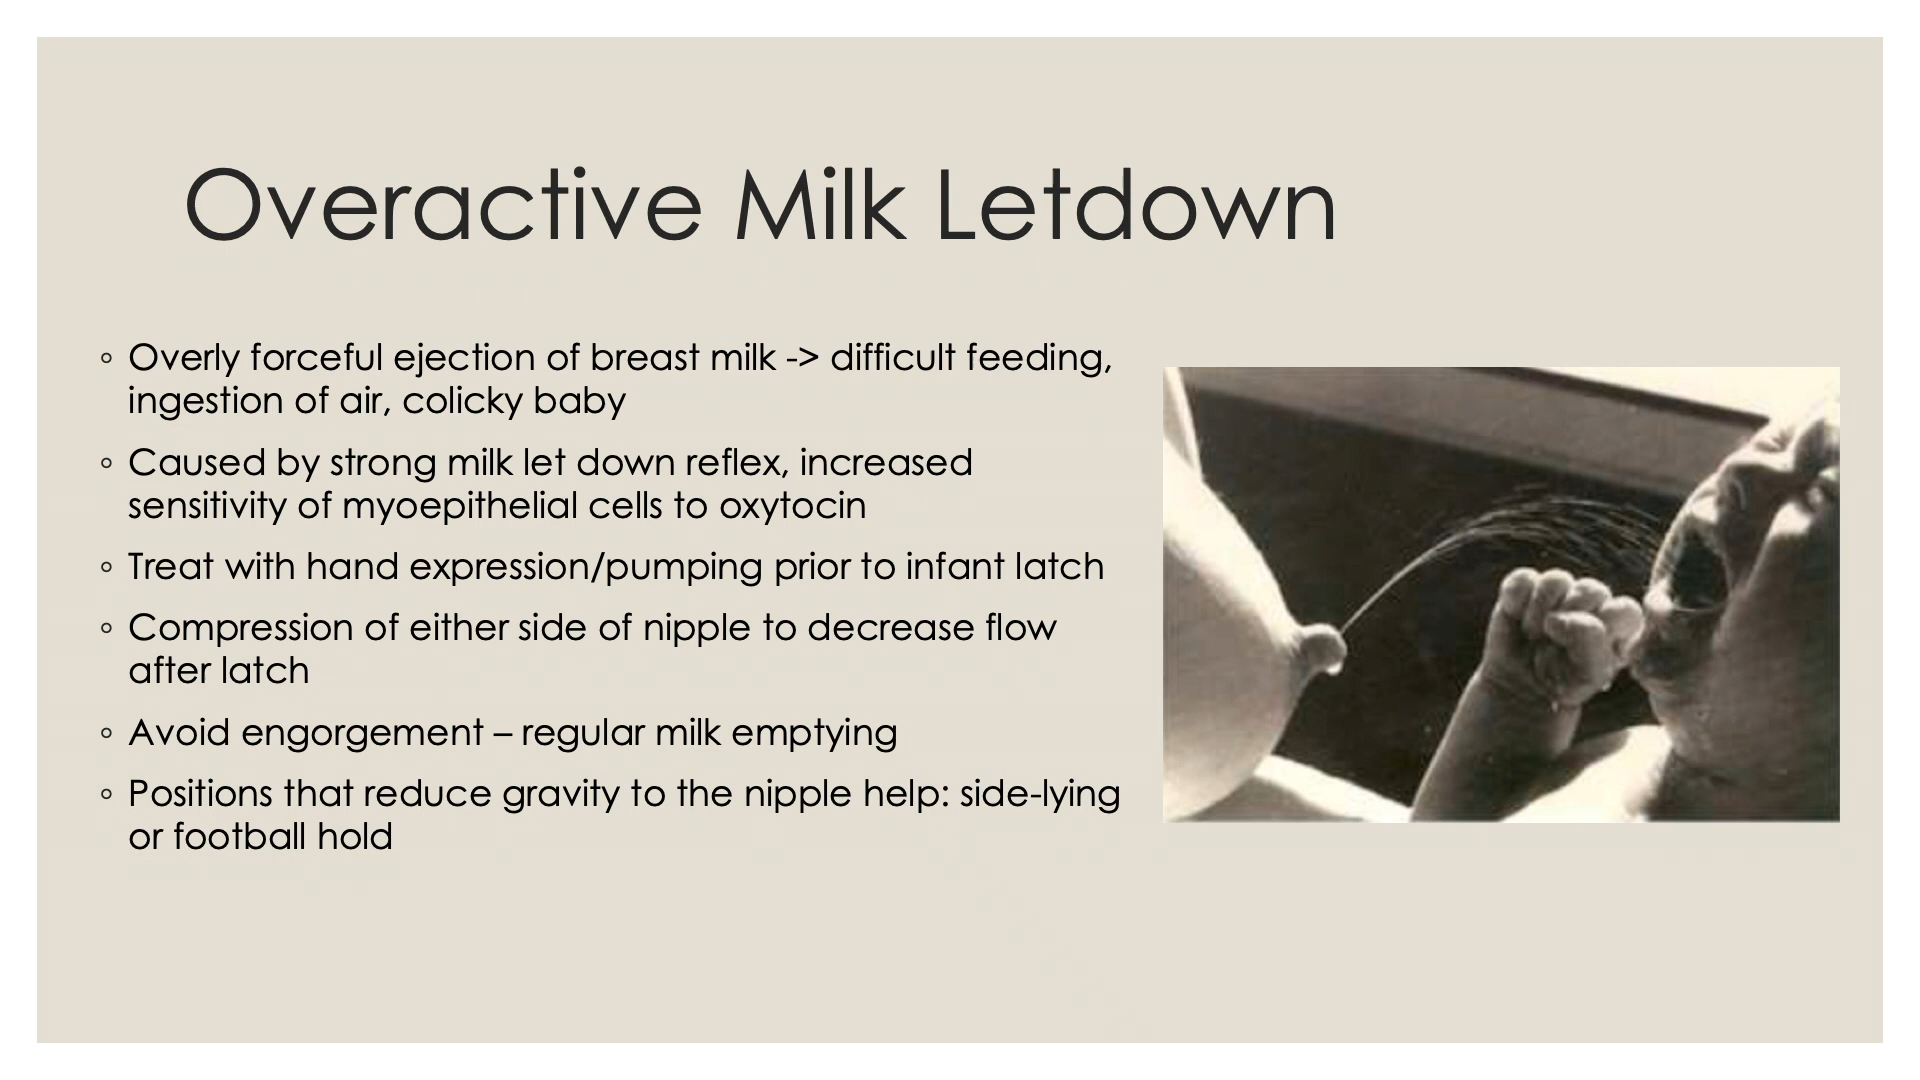 Overactive Milk Letdown
◦ Overly forceful ejection of breast milk -> difficult feeding,
ingestion of air, colicky baby
◦ Caused by strong milk let down reflex, increased
sensitivity of myoepithelial cells to oxytocin
◦ Treat with hand expression/pumping prior to infant latch
◦ Compression of either side of nipple to decrease flow
after latch
◦ Avoid engorgement – regular milk emptying
◦ Positions that reduce gravity to the nipple help: side-lying
or football hold